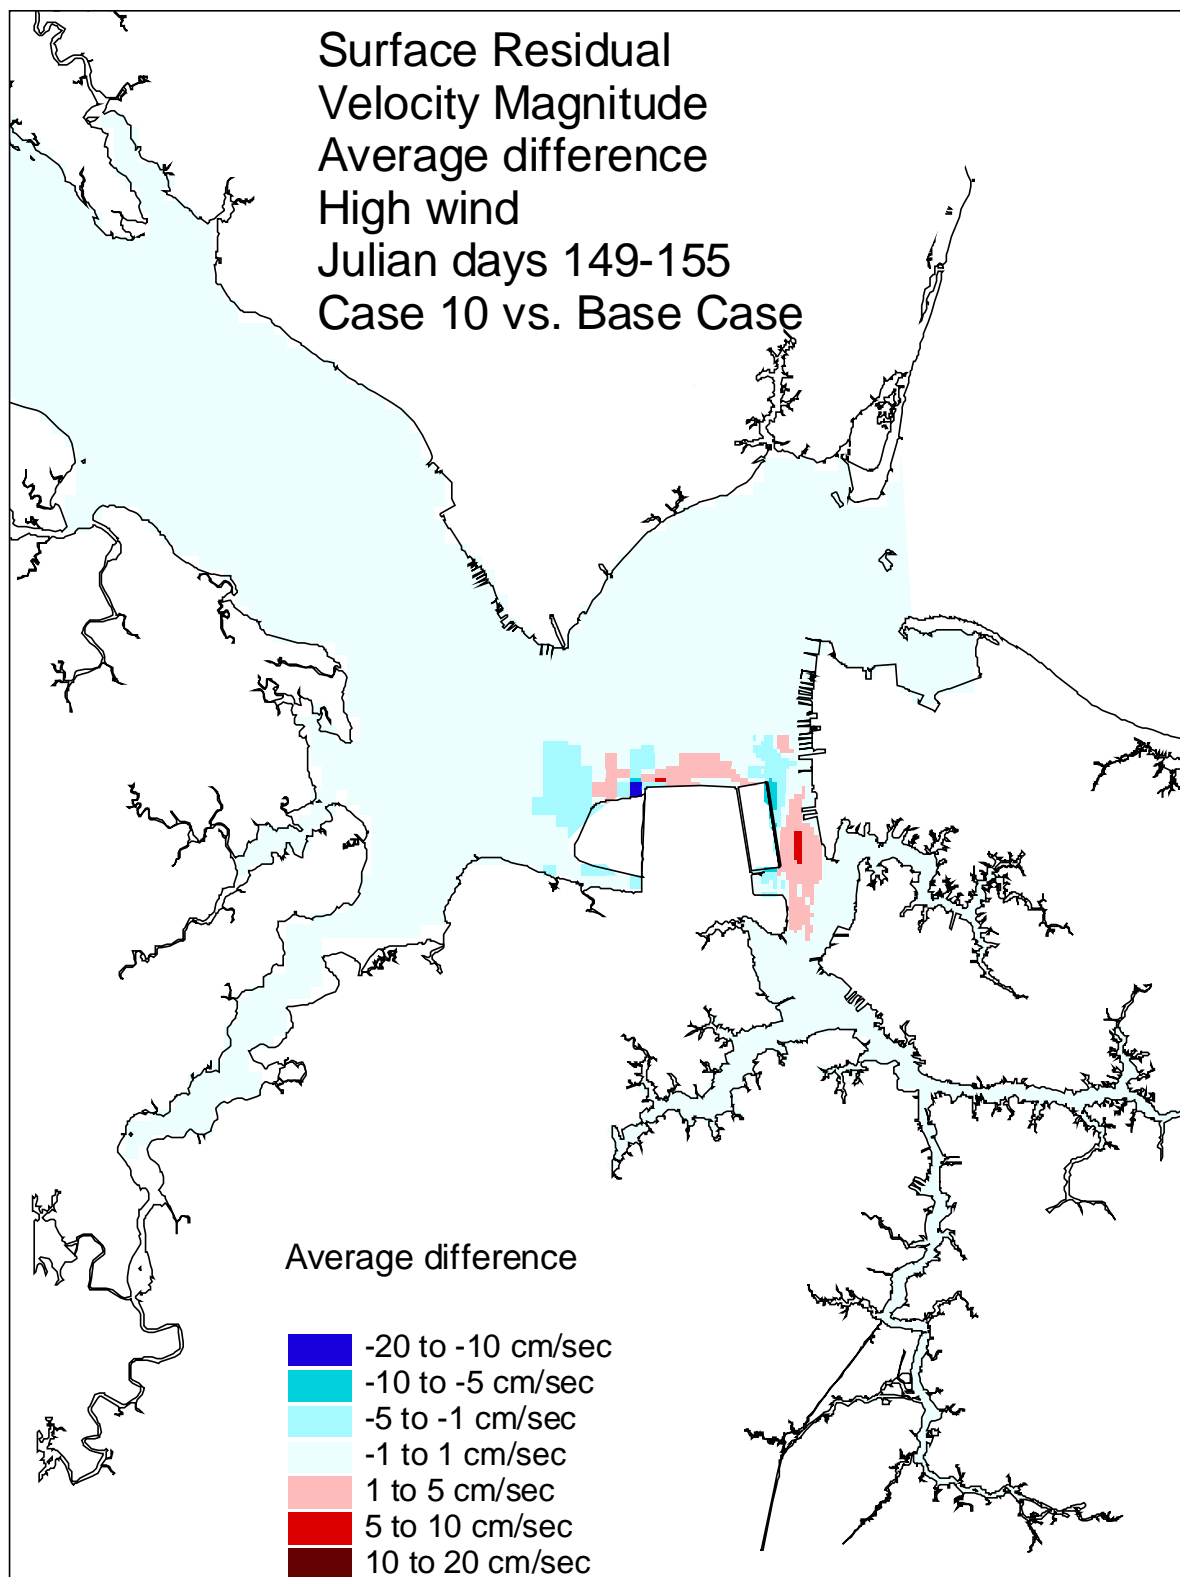 Surface Residual
Velocity Magnitude
Average difference
High wind
Julian days 149-155
Case 10 vs. Base Case
Average difference
-20 to -10 cm/sec
-10 to -5 cm/sec
-5 to -1 cm/sec
-1 to 1 cm/sec
1 to 5 cm/sec
5 to 10 cm/sec
10 to 20 cm/sec